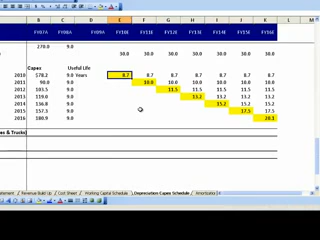 B C D E F G H I J K L M
FY07A FY08A FY09A FY10E FY11E FY12E FY13E FY14E FY15E FY16E
270.0 9.0
30.0 30.0 30.0 30.0 30.0 30.0 30.0
Capex Useful Life
2010 $78.2 9.0 Years 8.7 8.7 8.7 8.7 8.7 8.7 8.7
2011 90.0 9.0 10.0 10.0 10.0 10.0 10.0 10.0
2012 103.5 9.0 11.5 11.5 11.5 11.5 11.5
2013 119.0 9.0 13.2 13.2 13.2 13.2
2014 136.8 9.0 15.2 15.2 15.2
2015 157.3 9.0 17.5 17.5
2016 180.9 9.0 20.1
es & Trucks)
tement Revenue Build Up Cost Sheet Working Capital Schedule Depreciation Capex Schedule Amortization